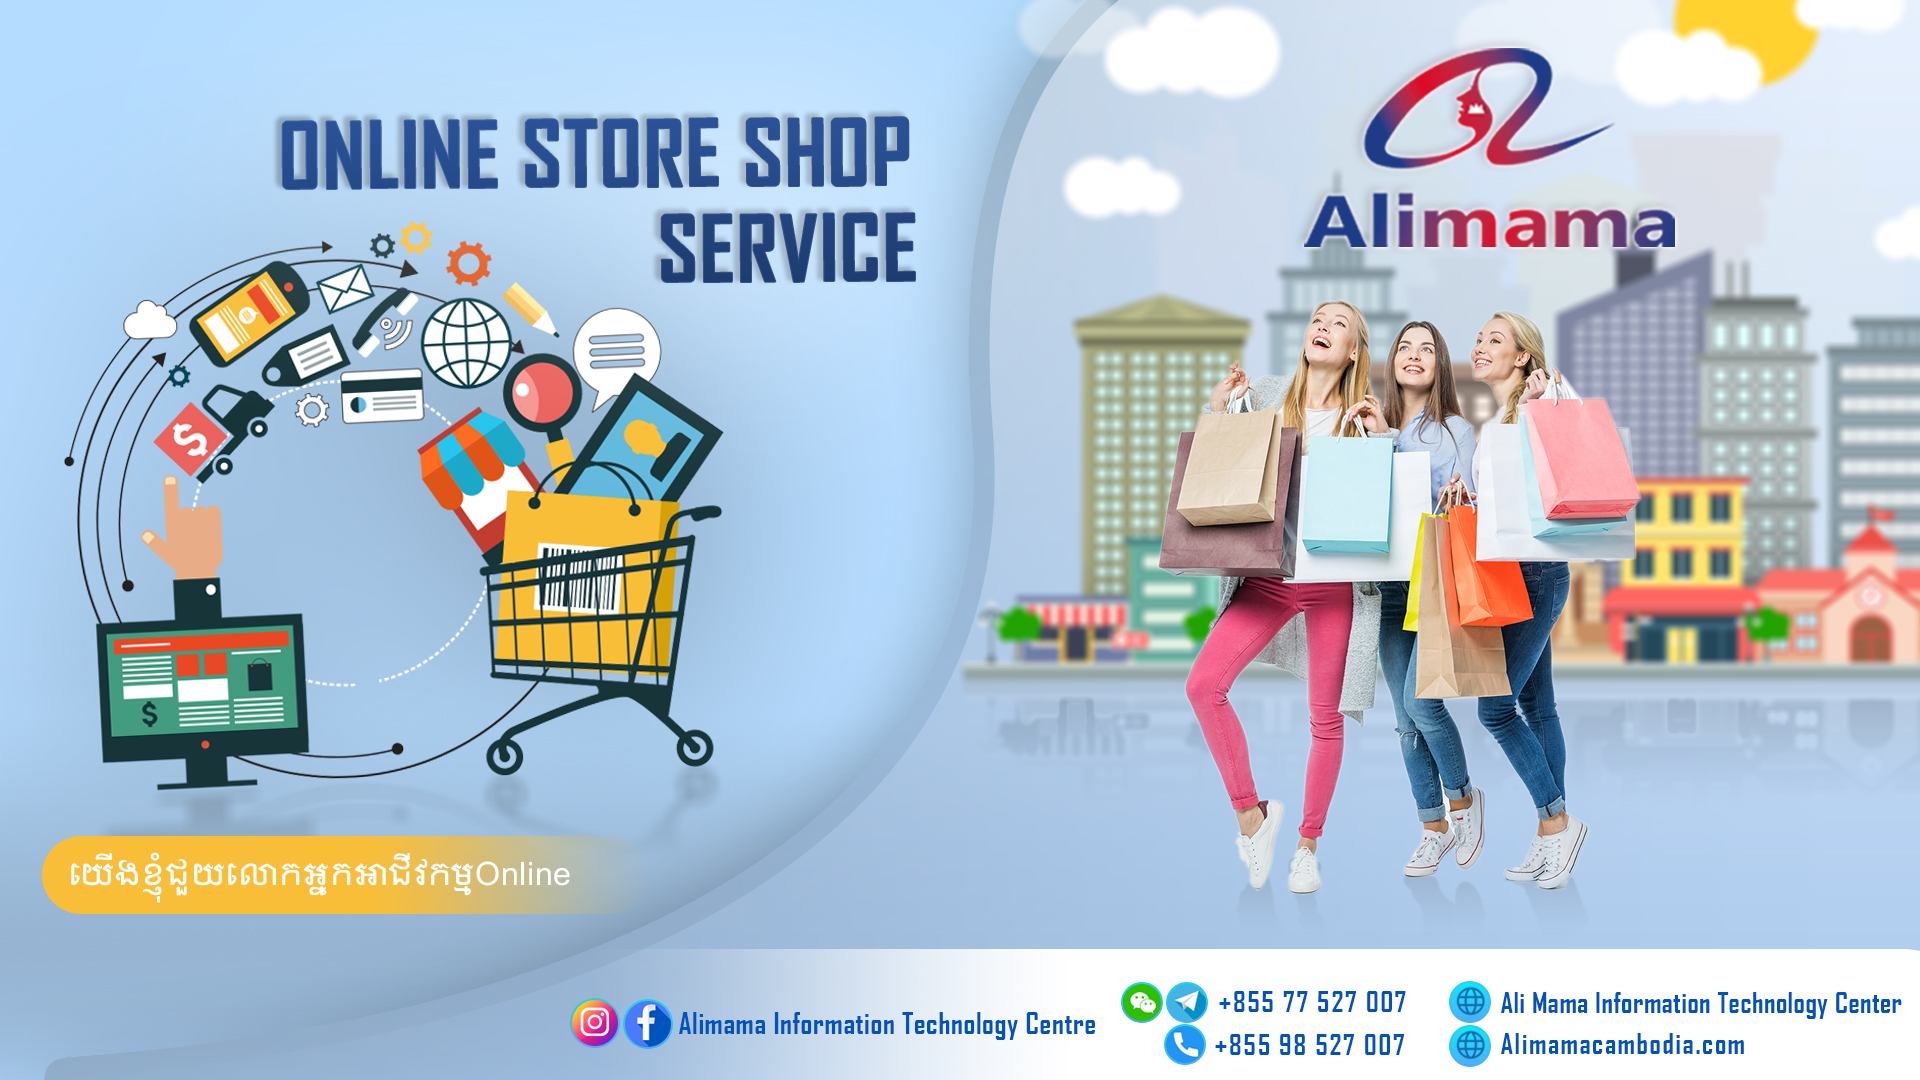 ONLINE STORE SHOP
SERVICE
Alimama
$
$
យើងខ្ញុំជួយលោកអ្នកអាជីវកម្មOnline
Alimama Information Technology Centre
+855 77 527 007
+855 98 527 007
Ali Mama Information Technology Center
Alimamacambodia.com